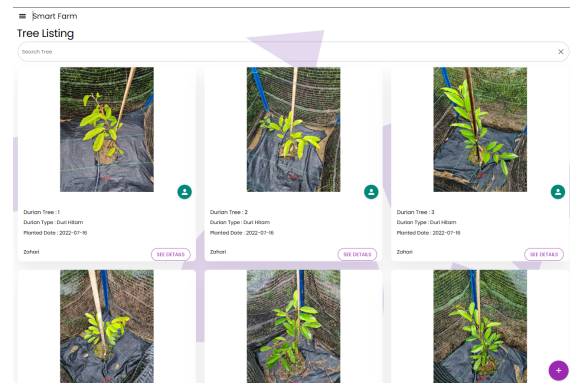 Smart Farm
Tree Listing
Search Tree
Durian Tree : 1
Durian Type : Duri Hitam
Planted Date : 2022-07-16
Zahari
SEE DETAILS
Durian Tree : 2
Durian Type : Duri Hitam
Planted Date : 2022-07-16
Zahari
SEE DETAILS
Durian Tree : 3
Durian Type : Duri Hitam
Planted Date : 2022-07-16
Zahari
SEE DETAILS